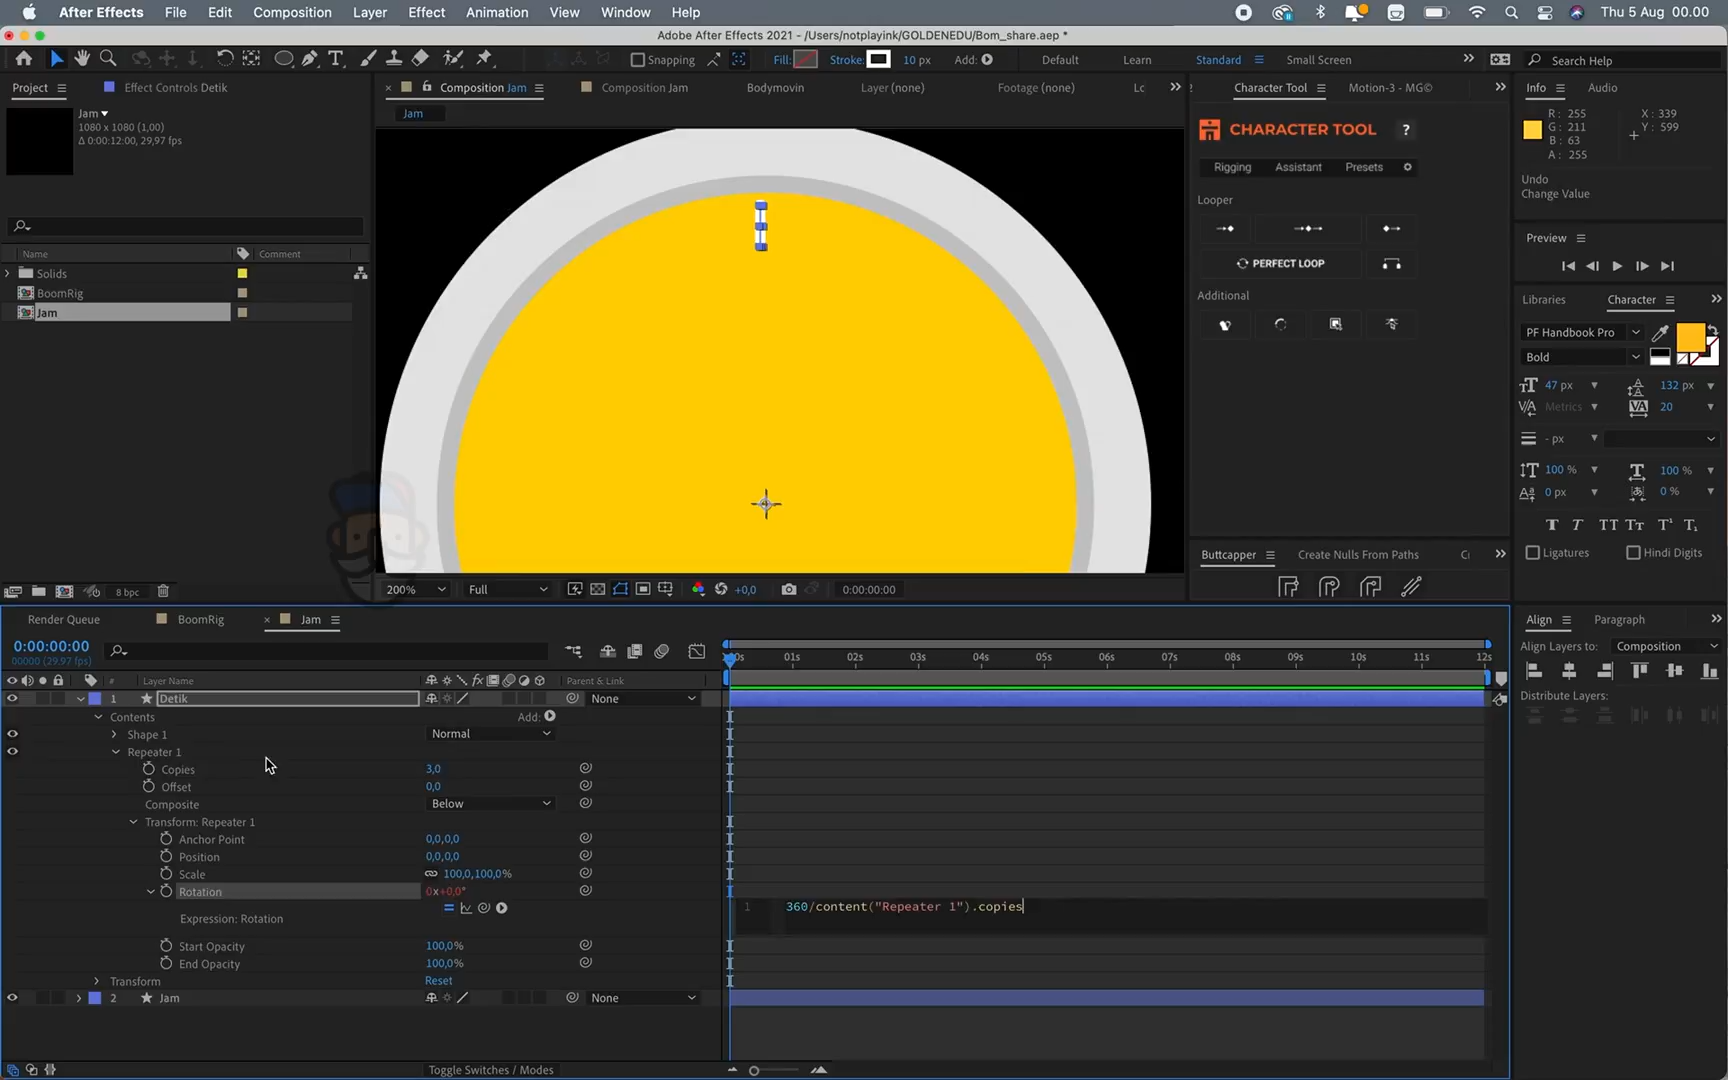 After Effects File Edit Composition Layer Effect Animation View Window Help Thu 5 Aug 00.00
Adobe After Effects 2021 - /Users/notplayink/GOLDENEDU/Bom_share.aep *
Snapping Fill: Stroke: 10 px Add: Default Learn Standard Small Screen Search Help
Project Effect Controls Detik Composition Jam Composition Jam Bodymovin Layer (none) Footage (none) Lc Character Tool Motion-3 - MG© Info Audio
Jam
1080 x 1080 (1,00)
Δ 0:00:12:00, 29,97 fps
Jam
CHARACTER TOOL ?
Rigging Assistant Presets
Looper
PERFECT LOOP
Additional
R: 255
G: 211
B: 63
A: 255
X: 339
Y: 599
Undo
Change Value
Preview
Name Comment
Solids
BoomRig
Jam
Libraries Character
PF Handbook Pro
Bold
47 px 132 px
Metrics 20
- px
100 % 100 %
0 px 0 %
T T TT Tт T¹ T₁
Ligatures Hindi Digits
Buttcapper Create Nulls From Paths
8 bpc
200% Full +0,0 0:00:00:00
Render Queue BoomRig Jam
Align Paragraph
Align Layers to: Composition
Distribute Layers:
0:00:00:00
00000 (29.97 fps)
01s 02s 03s 04s 05s 06s 07s 08s 09s 10s 11s 12s
# Layer Name Parent & Link
1 Detik None
Contents Add:
Shape 1 Normal
Repeater 1
Copies 3,0
Offset 0,0
Composite Below
Transform: Repeater 1
Anchor Point 0,0,0,0
Position 0,0,0,0
Scale 100,0,100,0%
Rotation 0x+0,0°
1 360/content("Repeater 1").copies
Expression: Rotation
Start Opacity 100,0%
End Opacity 100,0%
Transform Reset
2 Jam None
Toggle Switches / Modes